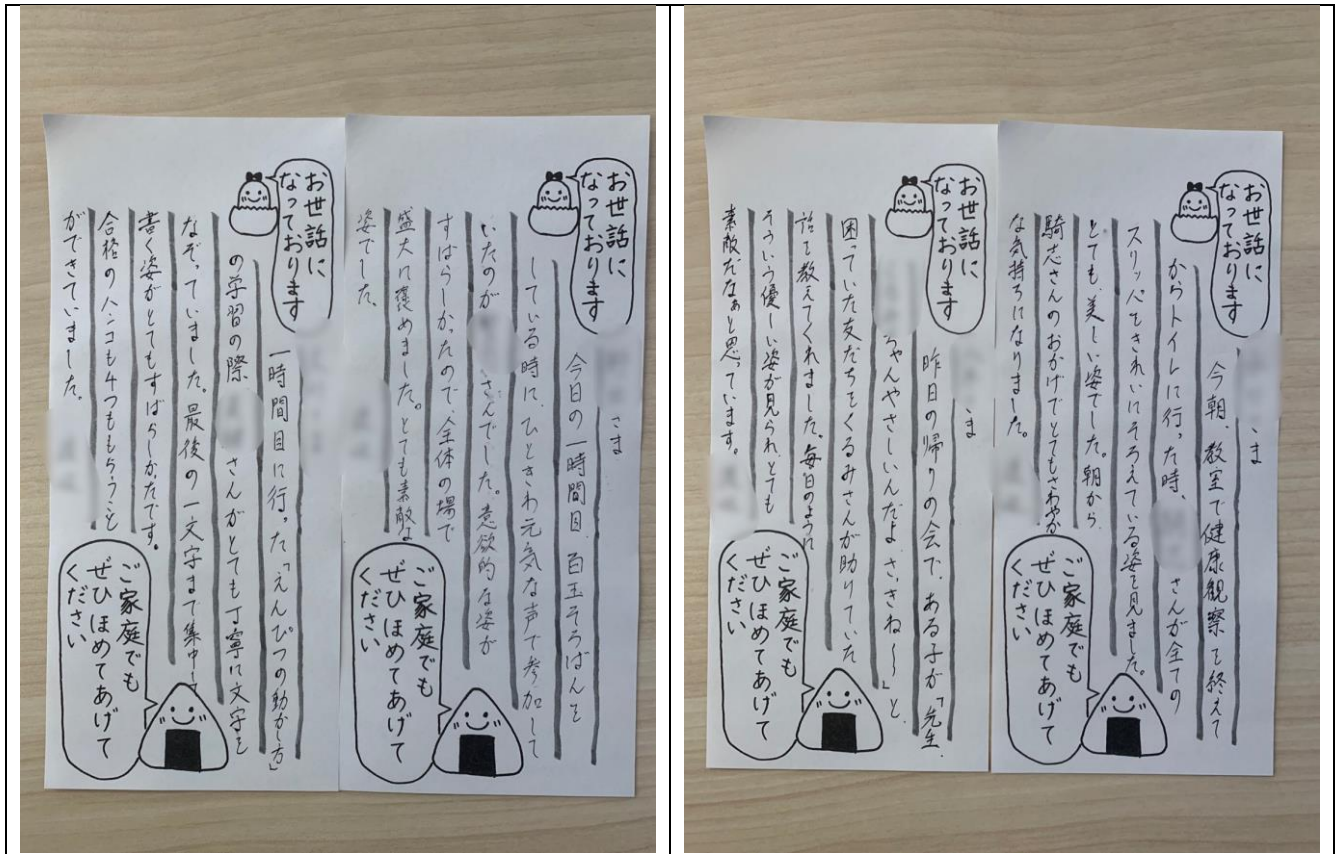 お世話に
なっております
さま
今日の一時間目、百玉そろばんを
している時に、ひときわ元気な声で参加して
いたのが さんでした。意欲的な姿が
すばらしかったので、全体の場で
盛大に褒めました。とても素敵な
姿でした。
ご家庭でも
ぜひほめてあげて
ください
お世話に
なっております
一時間目に行った「えんぴつの動かし方」
の学習の際、 さんがとても丁寧に文字を
なぞっていました。最後の一文字まで集中し
書く姿がとてもすばらしかたです。
合格のハンコも4つももらうこと
ができていました。
ご家庭でも
ぜひほめてあげて
ください
お世話に
なっております
ま
今朝、教室で健康観察を終えて
からトイレに行った時、 さんが全ての
スリッパをきれいにそろえている姿を見ました。
とても、美しい姿でした。朝から
騎志さんのおかげでとてもさわやか
な気持ちになりました。
ご家庭でも
ぜひほめてあげて
ください
お世話に
なっております
ま
昨日の帰りの会で、ある子が「先生、
ちゃんやさしいんだよ。さっきね〜」と、
困っていた友だちをくるみさんが助けていた
話を教えてくれました。毎日のように
そういう優しい姿が見られ、とても
素敵だなぁと思っています。
ご家庭でも
ぜひほめてあげて
ください